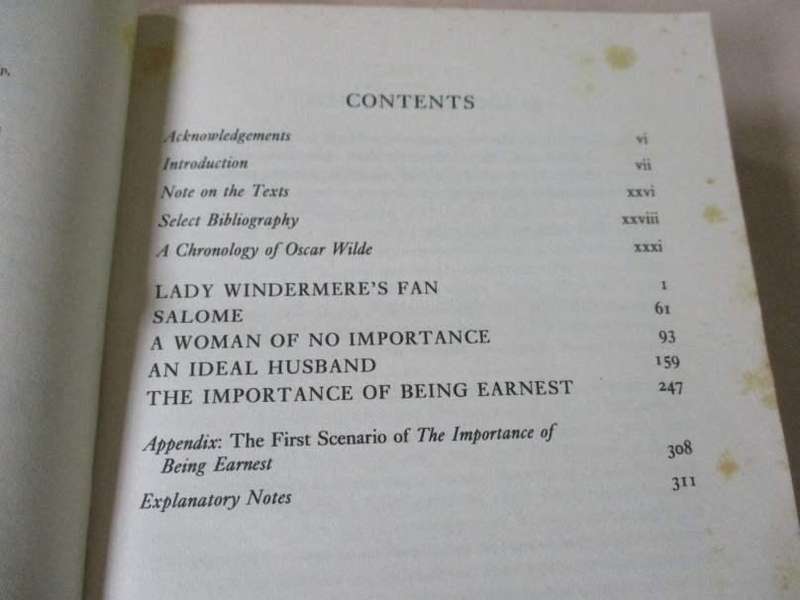 CONTENTS
Acknowledgements vi
Introduction vii
Note on the Texts xxvi
Select Bibliography xxviii
A Chronology of Oscar Wilde xxxi
LADY WINDERMERE'S FAN 1
SALOME 61
A WOMAN OF NO IMPORTANCE 93
AN IDEAL HUSBAND 159
THE IMPORTANCE OF BEING EARNEST 247
Appendix: The First Scenario of The Importance of
Being Earnest 308
Explanatory Notes 311